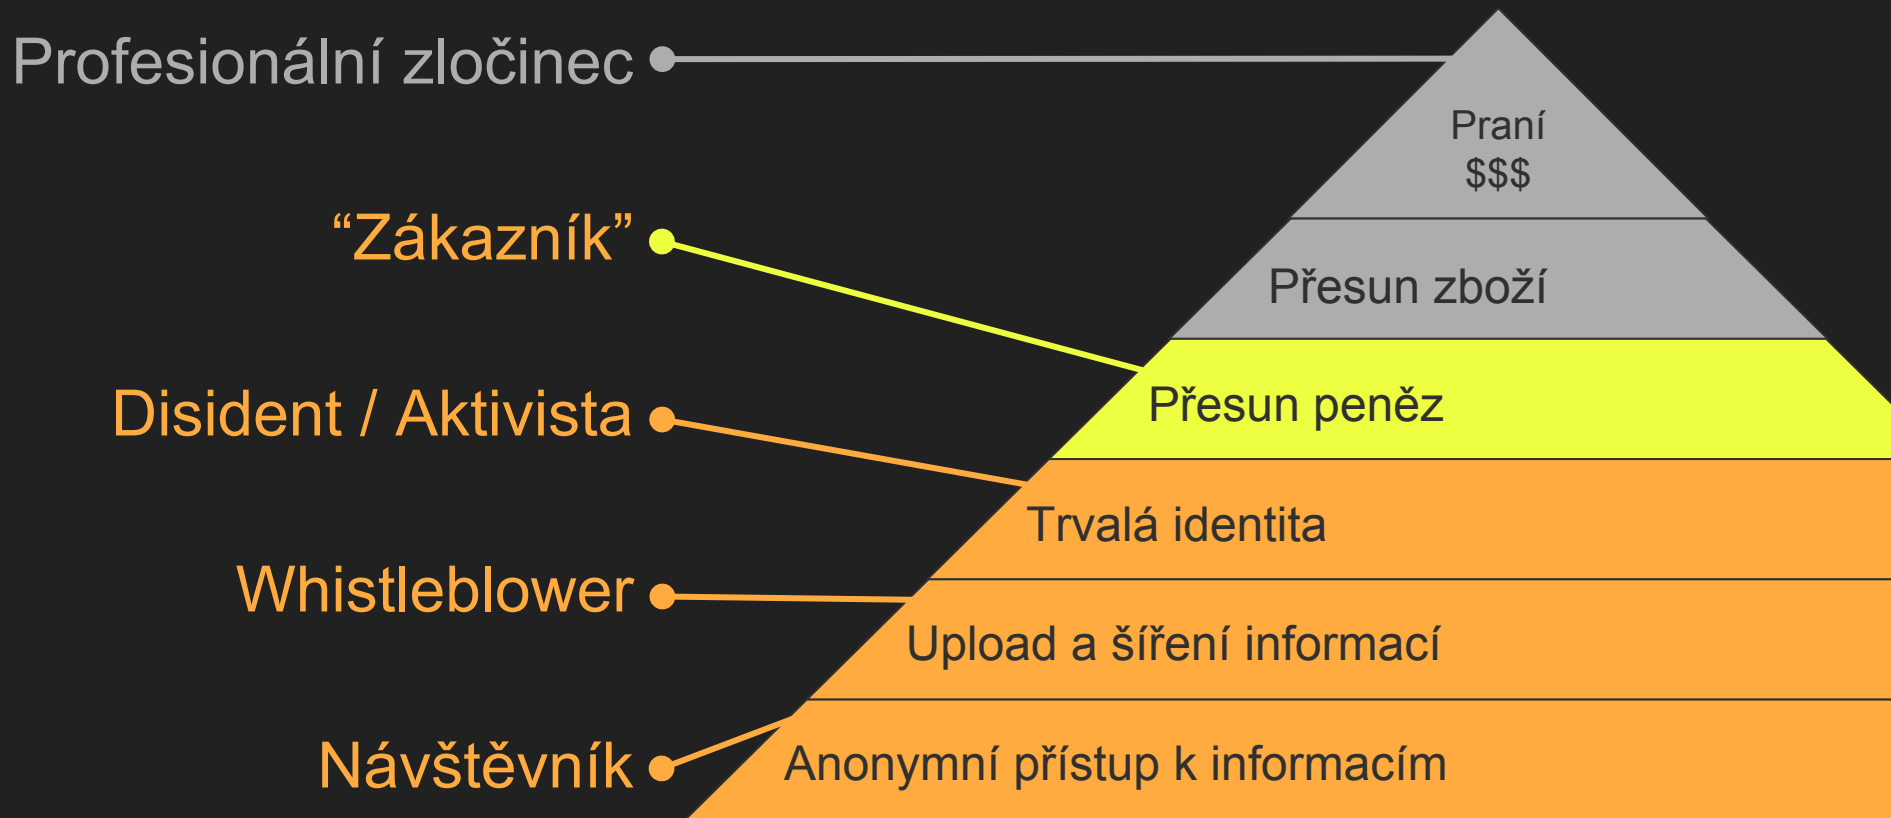 Profesionální zločinec
Praní
$$$
“Zákazník”
Přesun zboží
Disident / Aktivista
Přesun peněz
Trvalá identita
Whistleblower
Upload a šíření informací
Návštěvník
Anonymní přístup k informacím